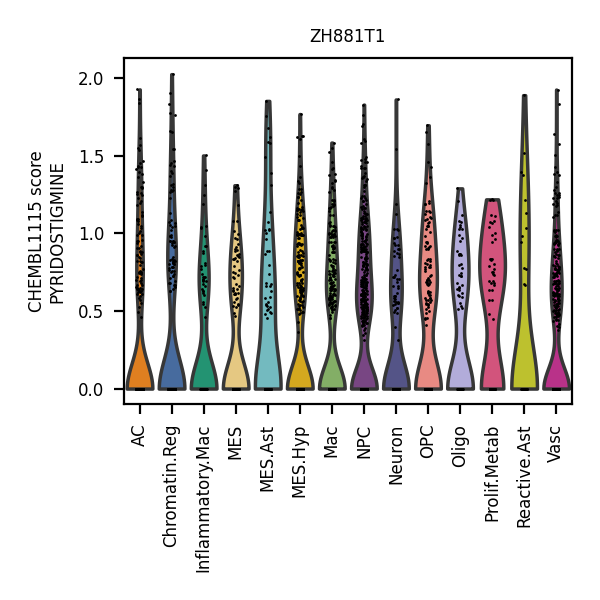 ZH881T1
CHEMBL1115 score
PYRIDOSTIGMINE
2.0
1.5
1.0
0.5
0.0
AC
Chromatin.Reg
Inflammatory.Mac
MES
MES.Ast
MES.Hyp
Mac
NPC
Neuron
OPC
Oligo
Prolif.Metab
Reactive.Ast
Vasc